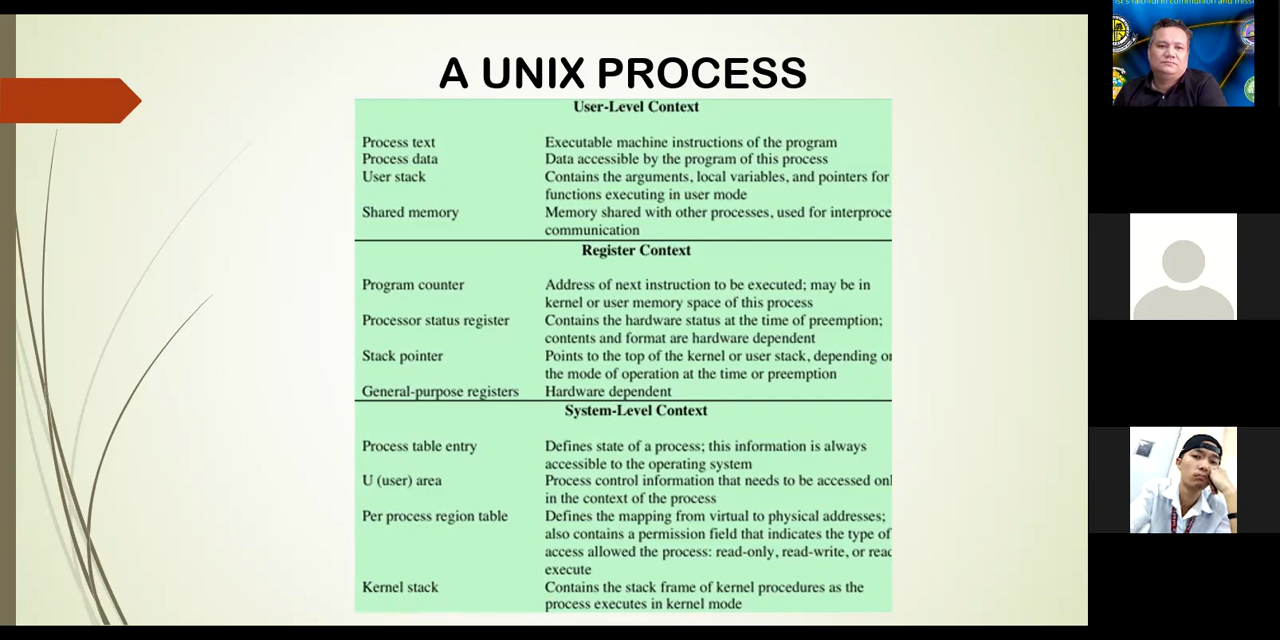 A UNIX PROCESS
User-Level Context
Process text Executable machine instructions of the program
Process data Data accessible by the program of this process
User stack Contains the arguments, local variables, and pointers for
functions executing in user mode
Shared memory Memory shared with other processes, used for interproce
communication
Register Context
Program counter Address of next instruction to be executed; may be in
kernel or user memory space of this process
Processor status register Contains the hardware status at the time of preemption;
contents and format are hardware dependent
Stack pointer Points to the top of the kernel or user stack, depending on
the mode of operation at the time or preemption
General-purpose registers Hardware dependent
System-Level Context
Process table entry Defines state of a process; this information is always
accessible to the operating system
U (user) area Process control information that needs to be accessed onl
in the context of the process
Per process region table Defines the mapping from virtual to physical addresses;
also contains a permission field that indicates the type of
access allowed the process: read-only, read-write, or read
execute
Kernel stack Contains the stack frame of kernel procedures as the
process executes in kernel mode
faithful in communion and